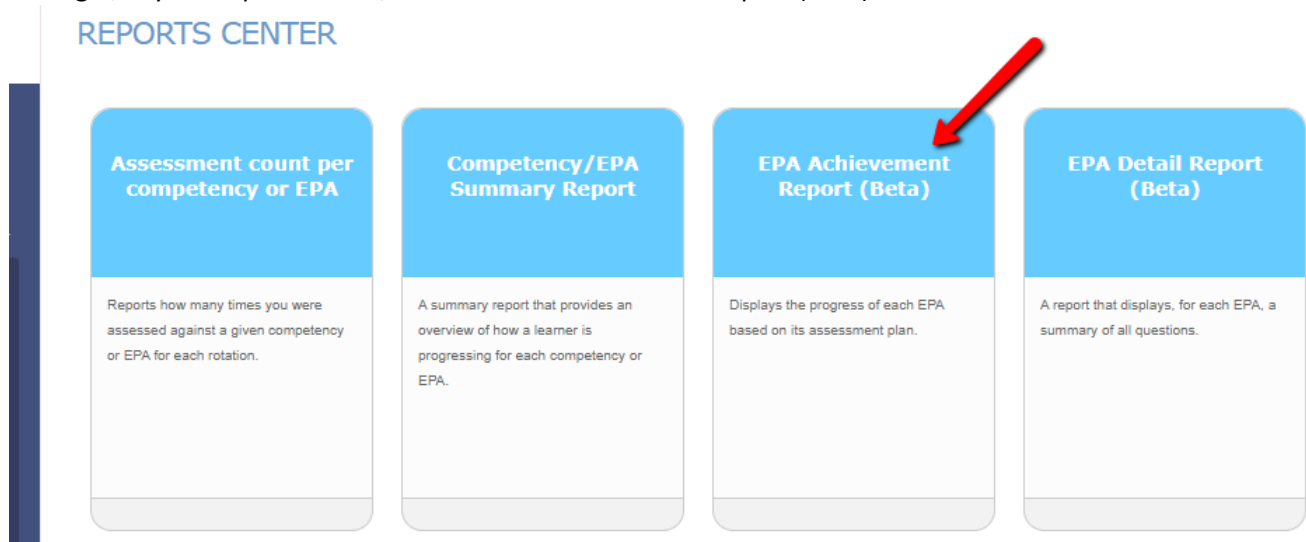 REPORTS CENTER
Assessment count per
competency or EPA
Reports how many times you were
assessed against a given competency
or EPA for each rotation.
Competency/EPA
Summary Report
A summary report that provides an
overview of how a learner is
progressing for each competency or
EPA.
EPA Achievement
Report (Beta)
Displays the progress of each EPA
based on its assessment plan.
EPA Detail Report
(Beta)
A report that displays, for each EPA, a
summary of all questions.